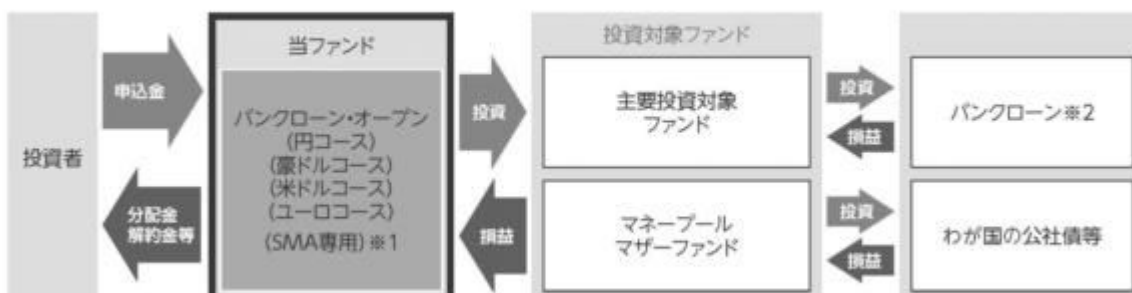 投資者
申込金
分配金
解約金等
当ファンド
バンクローン・オープン
(円コース)
(豪ドルコース)
(米ドルコース)
(ユーロコース)
(SMA専用)※1
投資
損益
投資対象ファンド
主要投資対象
ファンド
マネープール
マザーファンド
投資
損益
投資
損益
バンクローン※2
わが国の公社債等